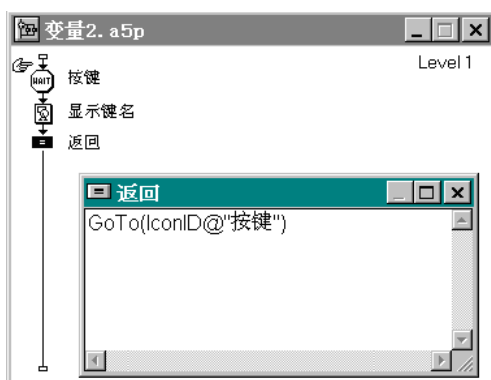 变量2. a5p
Level 1
WAIT
按键
显示键名
返回
返回
GoTo(IconID@"按键")